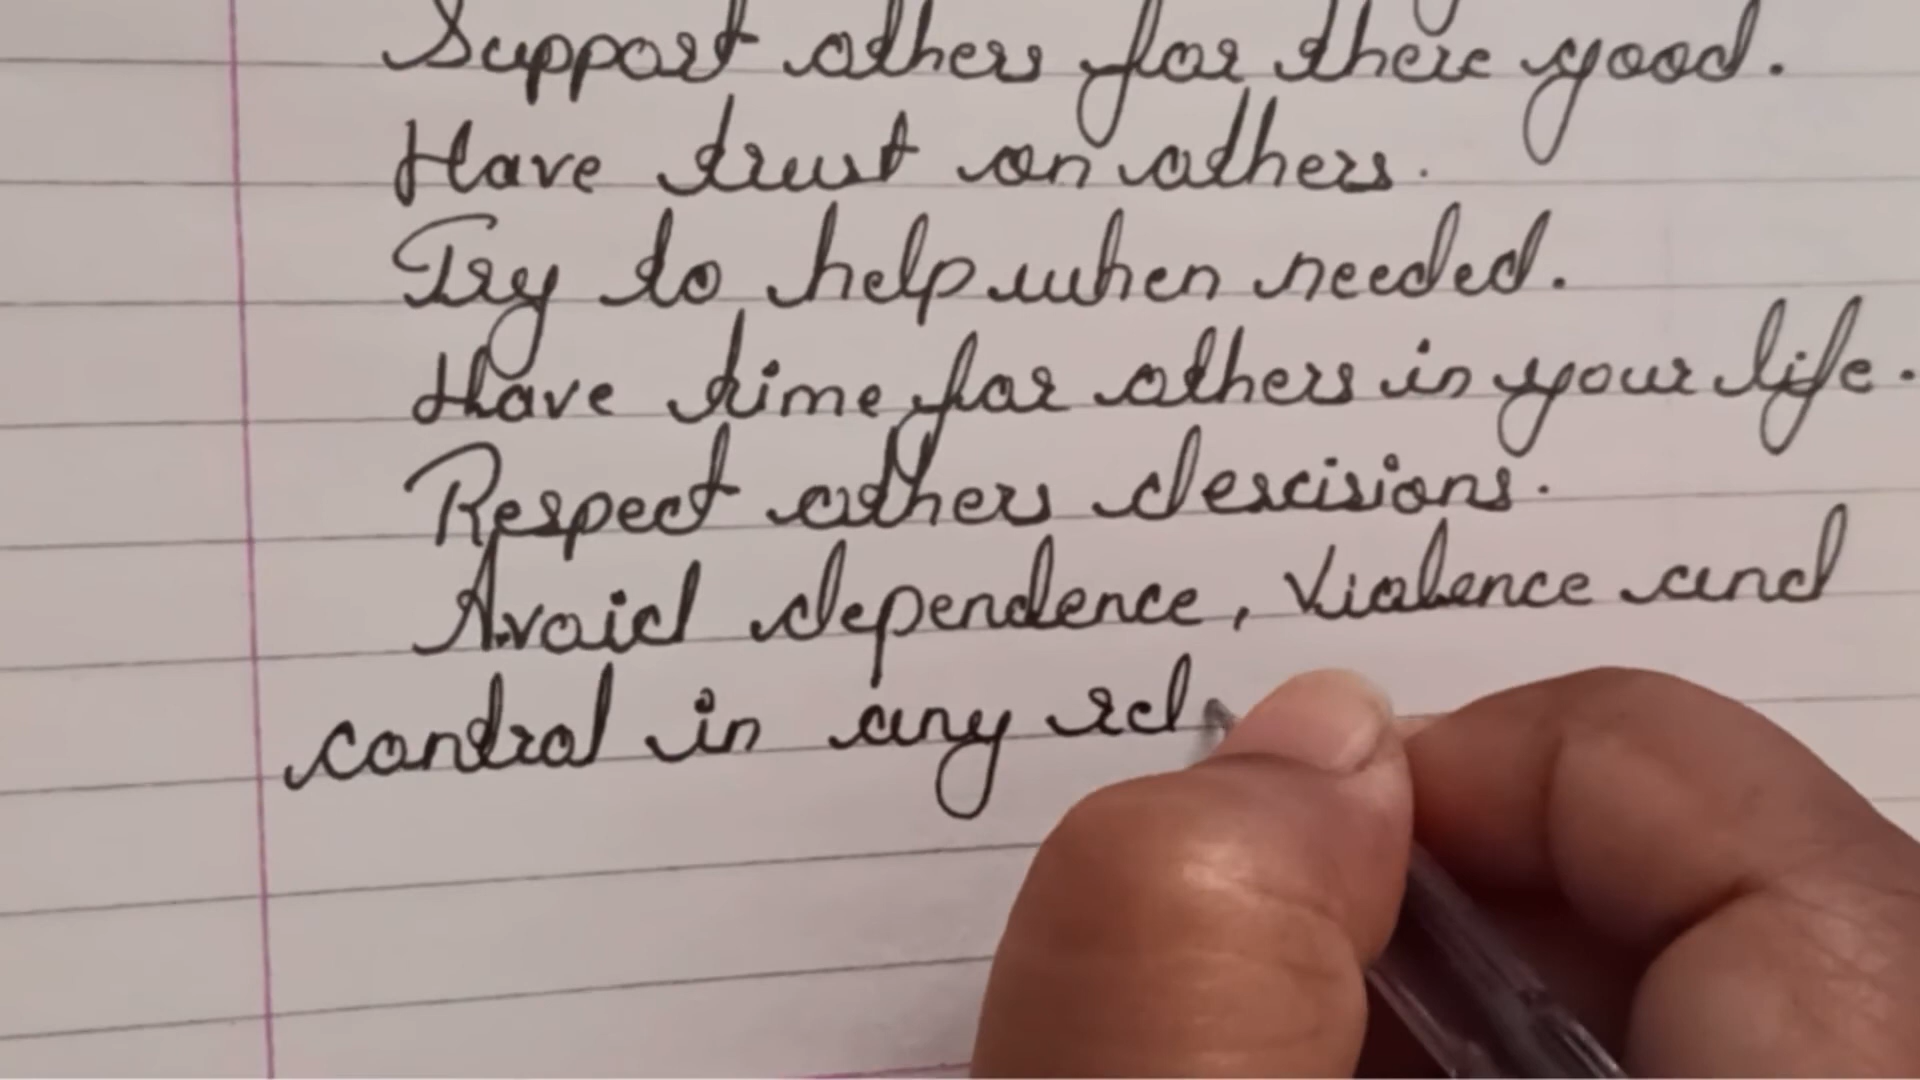 Support others for there good.
Have trust on others.
Try to help when needed.
Have time for others in your life.
Respect others descisions.
Avoid dependence, Violence and
control in any rel